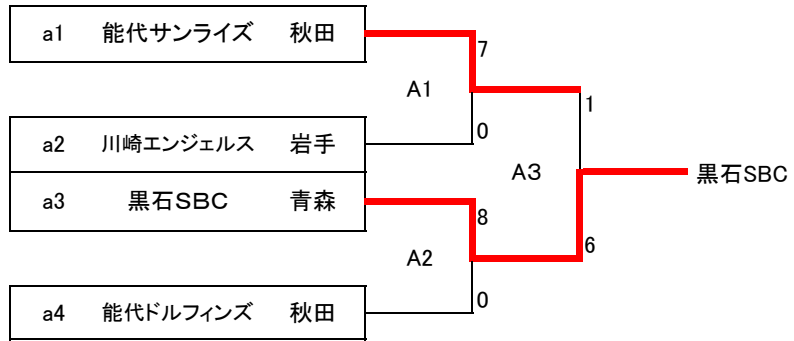 a1 能代サンライズ 秋田
7
A1
1
0
a2 川崎エンジェルス 岩手
A3
黒石SBC
a3 黒石SBC 青森
8
6
A2
0
a4 能代ドルフィンズ 秋田